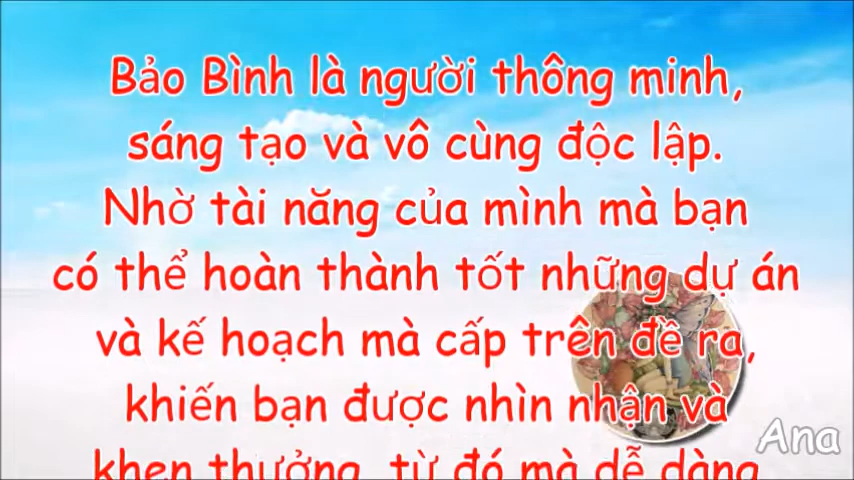 Bảo Bình là người thông minh,
sáng tạo và vô cùng độc lập.
Nhờ tài năng của mình mà bạn
có thể hoàn thành tốt những dự án
và kế hoạch mà cấp trên đề ra,
khiến bạn được nhìn nhận và
khen thưởng, từ đó mà dễ dàng
Ana